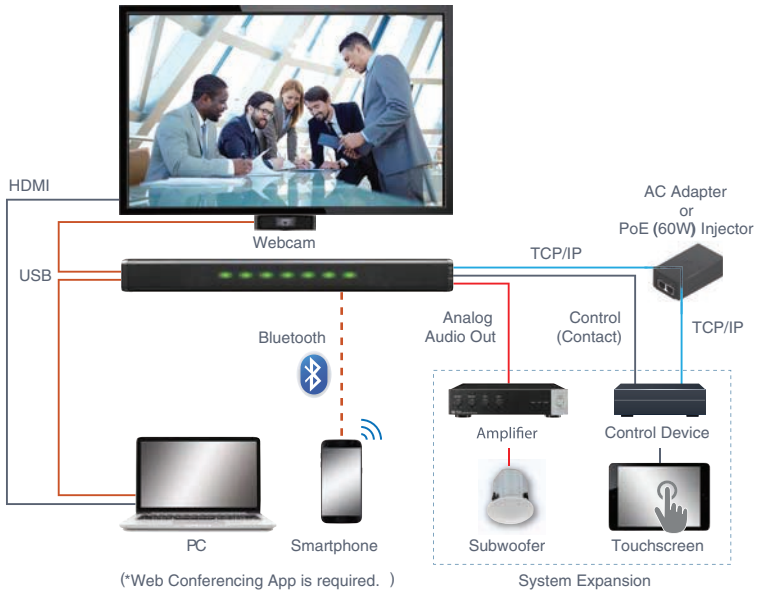 HDMI
AC Adapter
or
PoE (60W) Injector
Webcam
TCP/IP
USB
Bluetooth
Analog
Audio Out
Control
(Contact)
TCP/IP
Amplifier
Control Device
PC
Smartphone
Subwoofer
Touchscreen
(*Web Conferencing App is required. )
System Expansion